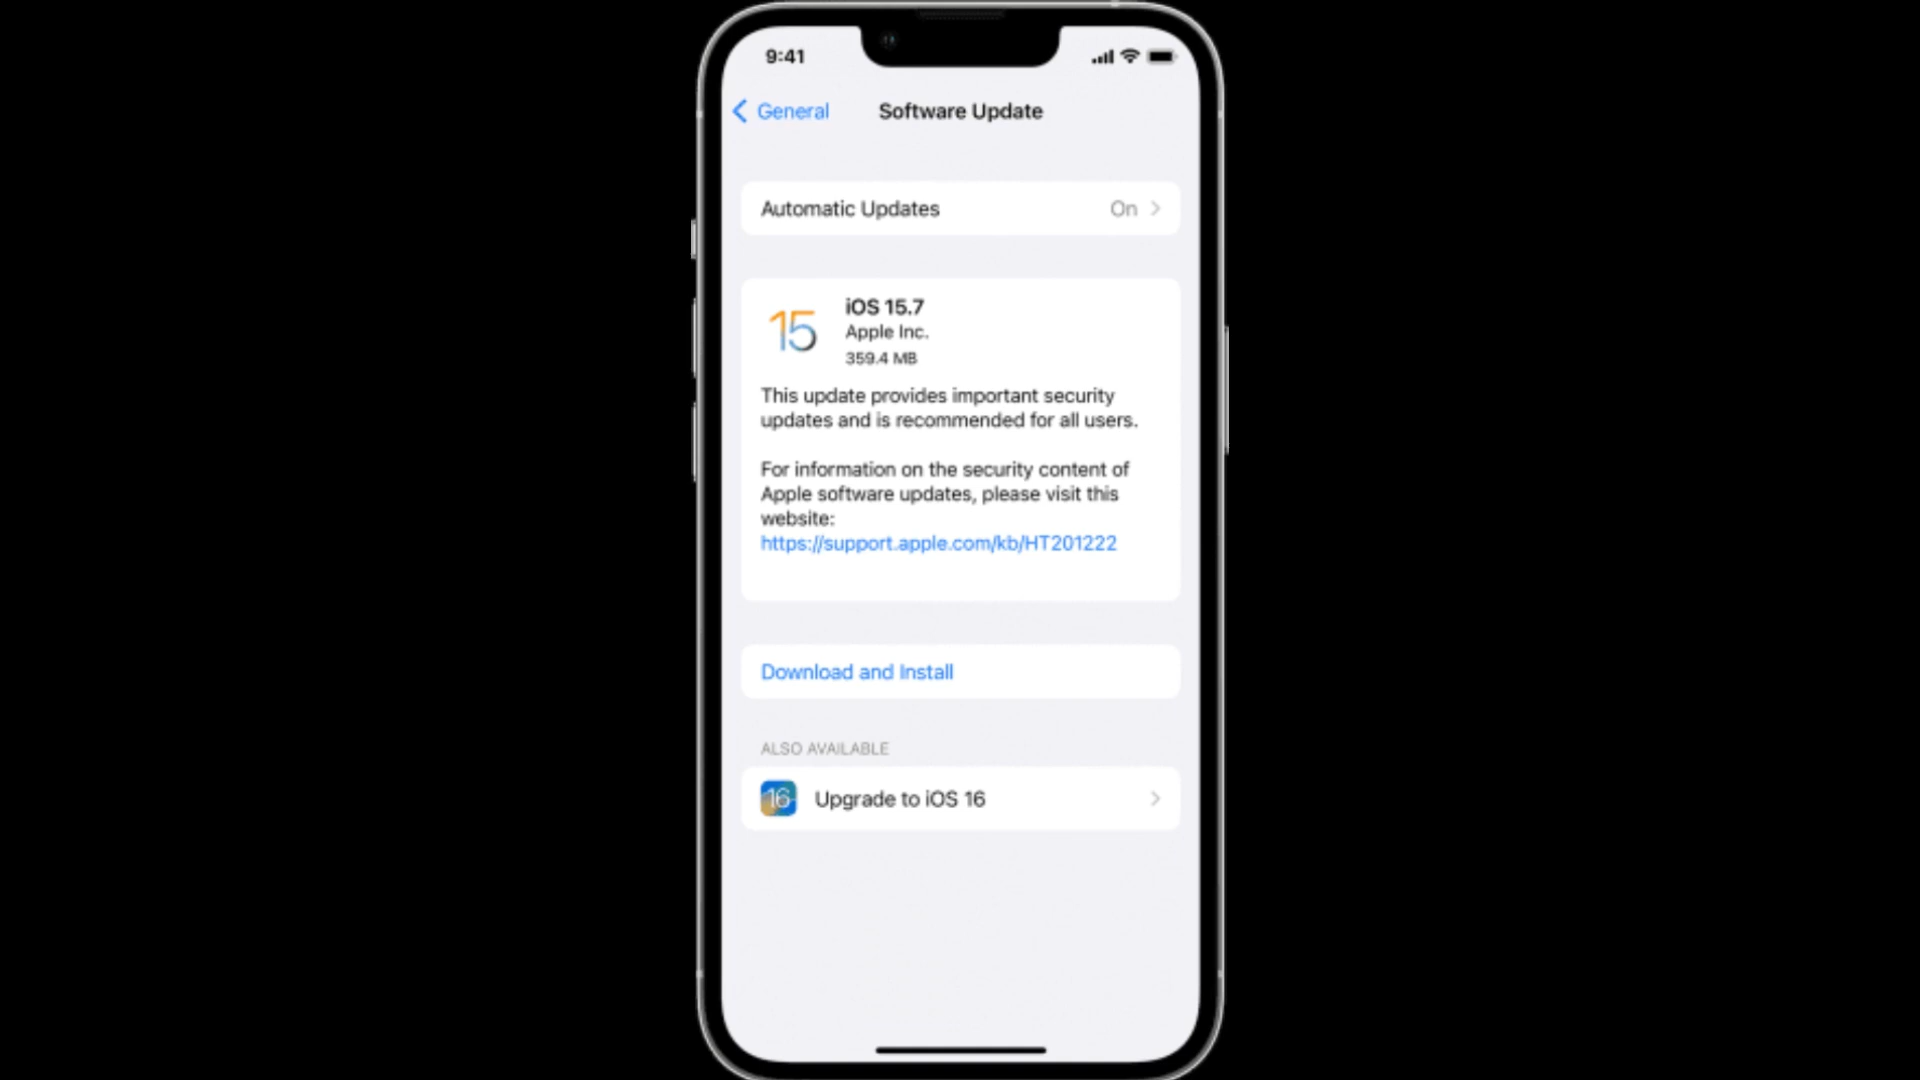 9:41
General
Software Update
Automatic Updates
On
15
iOS 15.7
Apple Inc.
359.4 MB
This update provides important security
updates and is recommended for all users.
For information on the security content of
Apple software updates, please visit this
website:
https://support.apple.com/kb/HT201222
Download and Install
ALSO AVAILABLE
16
Upgrade to iOS 16